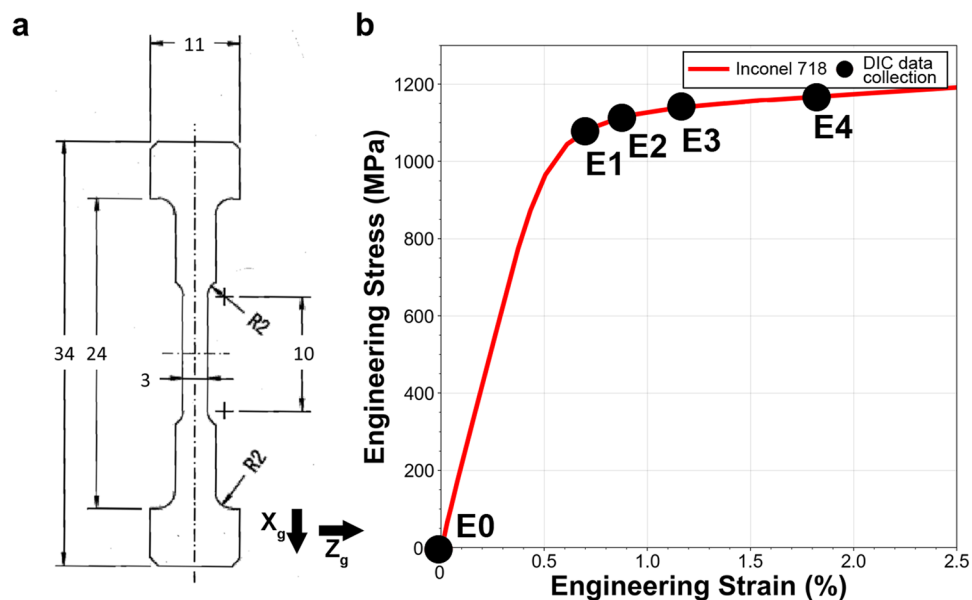 a
11
34
24
3
10
R2
R2
Xg
Zg
b
Inconel 718
DIC data
collection
Engineering Stress (MPa)
1200
1000
800
600
400
200
0
E0
E1
E2
E3
E4
0
0.5
1.0
1.5
2.0
2.5
Engineering Strain (%)